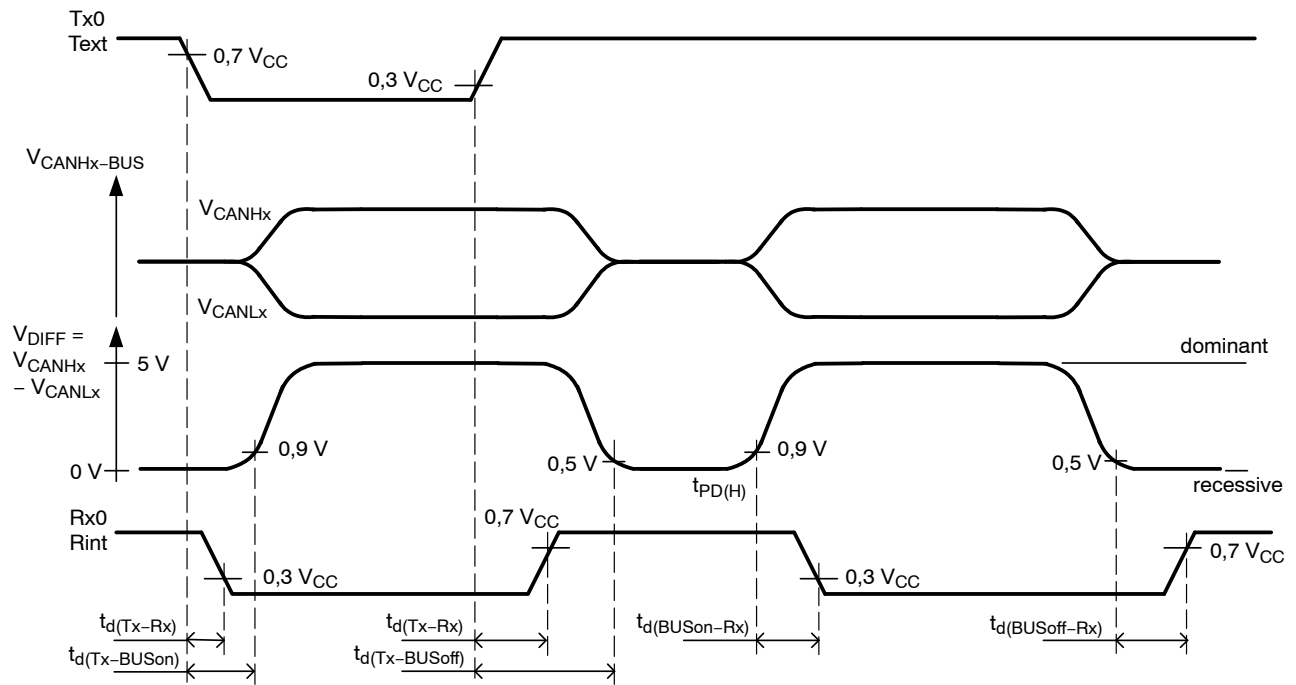 Tx0
Text
0,7 VCC
0,3 VCC
VCANHx−BUS
VCANHx
VCANLx
VDIFF =
VCANHx
− VCANLx
5 V
dominant
0,9 V
0,5 V
0,9 V
0,5 V
0 V
tPD(H)
recessive
Rx0
Rint
0,7 VCC
0,3 VCC
0,3 VCC
0,7 VCC
td(Tx−Rx)
td(Tx−Rx)
td(BUSon−Rx)
td(BUSoff−Rx)
td(Tx−BUSon)
td(Tx−BUSoff)